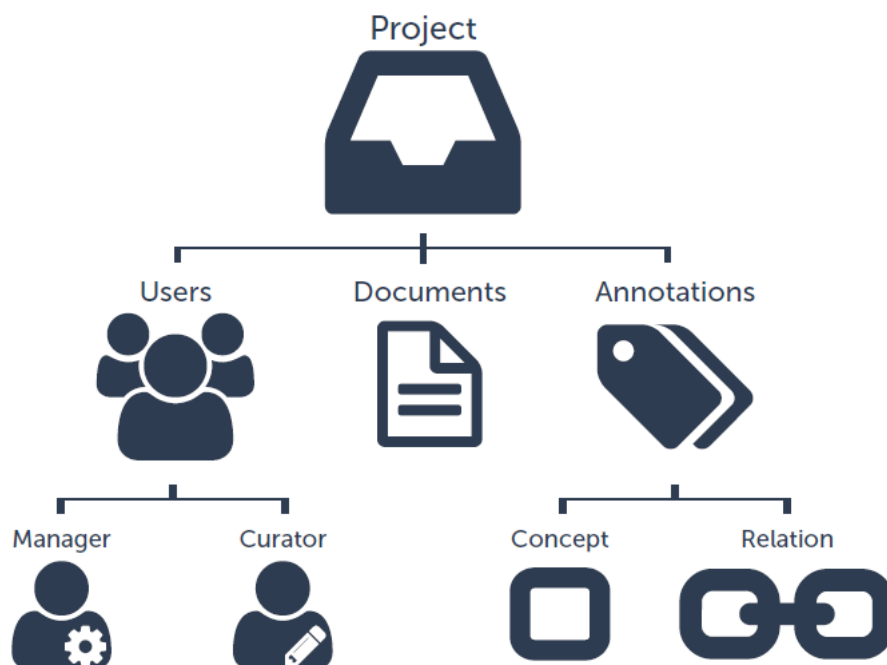 Project
Users
Documents
Annotations
Manager
Curator
Concept
Relation